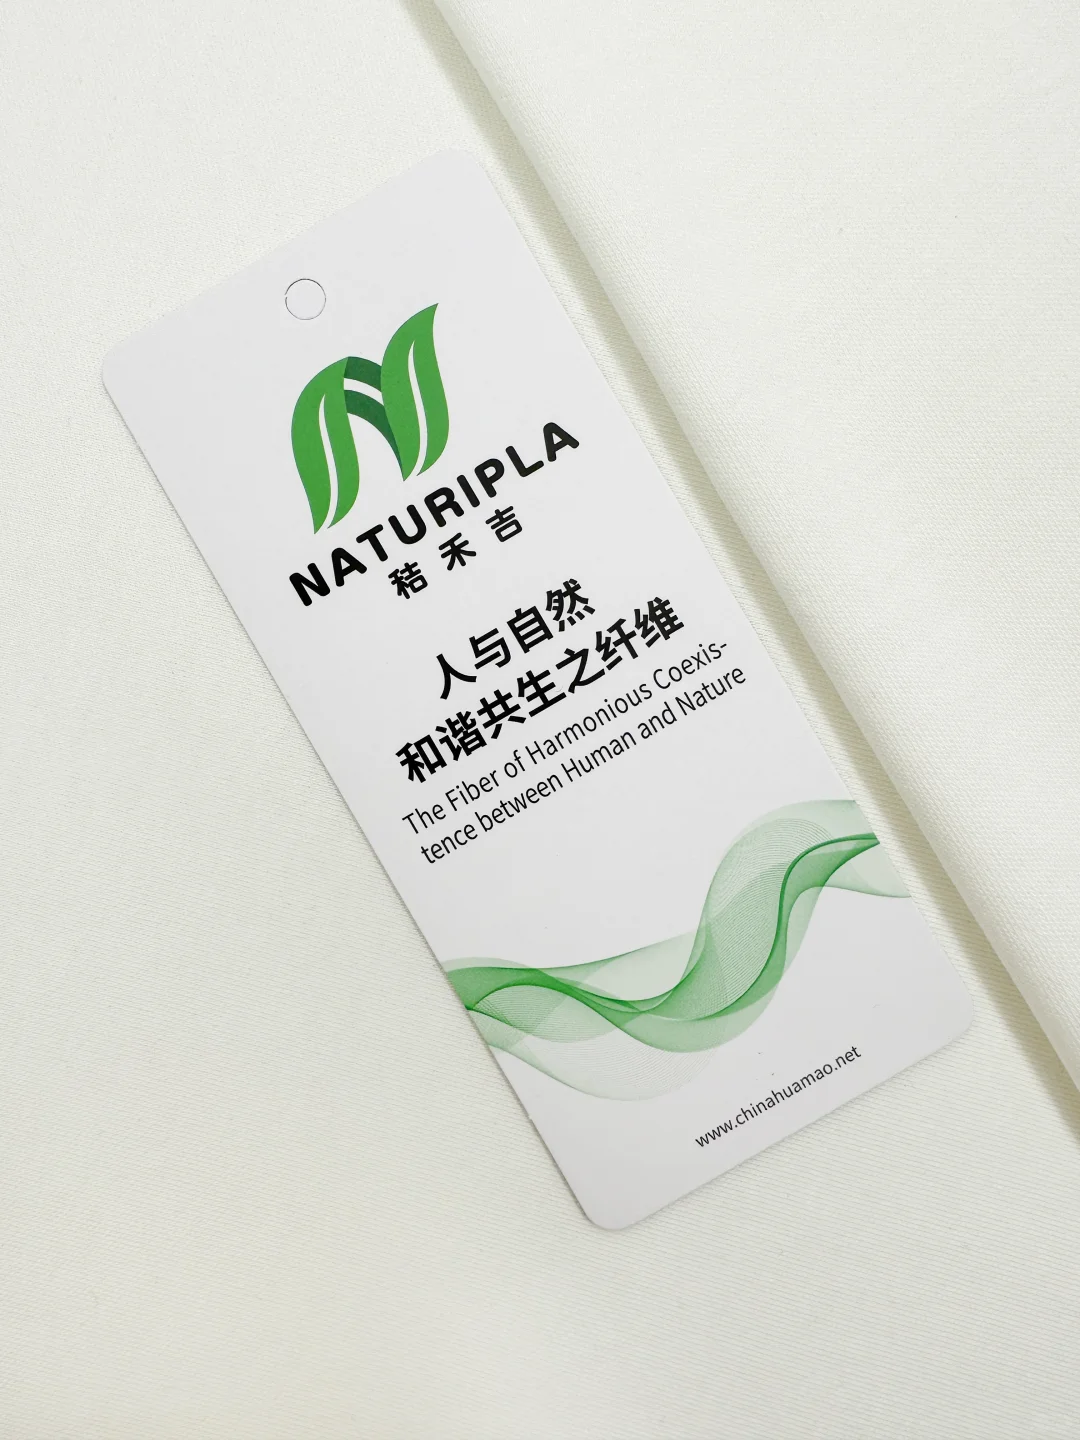 NATURIPLA
秸禾吉
人与自然
和谐共生之纤维
The Fiber of Harmonious Coexis-
tence between Human and Nature
www.chinahuamao.net